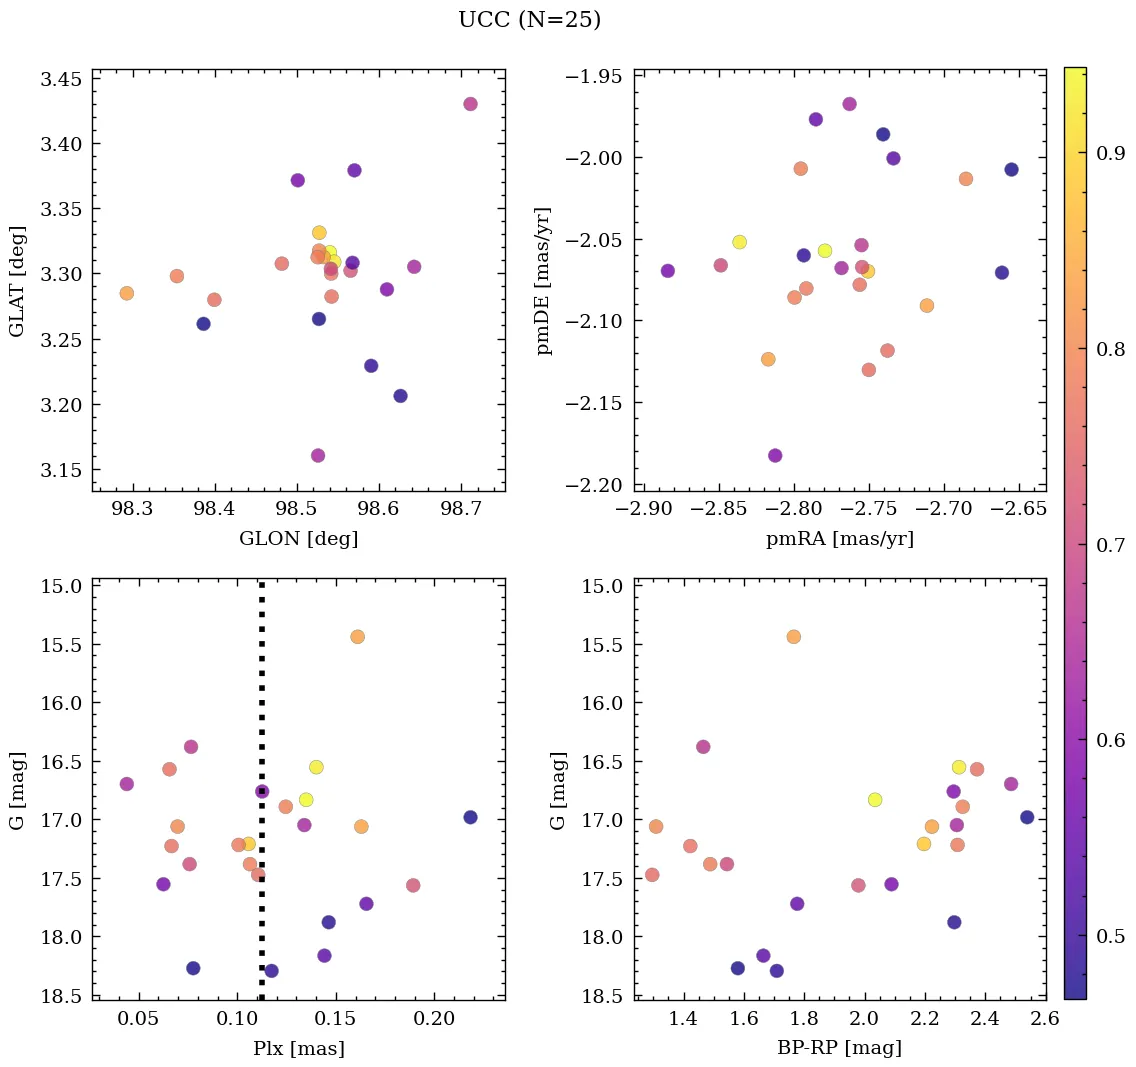 UCC (N=25)
3.45
3.40
3.35
3.30
3.25
3.20
3.15
GLAT [deg]
98.3 98.4 98.5 98.6 98.7
GLON [deg]
−1.95
−2.00
−2.05
−2.10
−2.15
−2.20
pmDE [mas/yr]
−2.90 −2.85 −2.80 −2.75 −2.70 −2.65
pmRA [mas/yr]
15.0
15.5
16.0
16.5
17.0
17.5
18.0
18.5
G [mag]
0.05 0.10 0.15 0.20
Plx [mas]
15.0
15.5
16.0
16.5
17.0
17.5
18.0
18.5
G [mag]
1.4 1.6 1.8 2.0 2.2 2.4 2.6
BP-RP [mag]
0.9
0.8
0.7
0.6
0.5